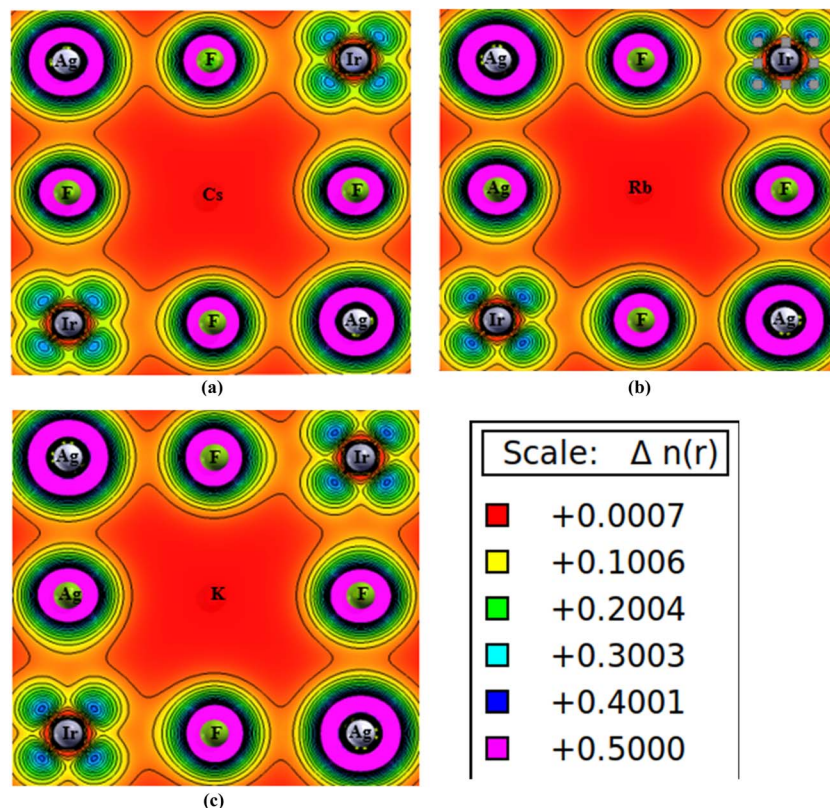 Ag F Ir
F Cs F
Ir F Ag
(a)
Ag F Ir
Ag Rb F
Ir F Ag
(b)
Ag F Ir
Ag K F
Ir F Ag
(c)
Scale: Δ n(r)
+0.0007
+0.1006
+0.2004
+0.3003
+0.4001
+0.5000